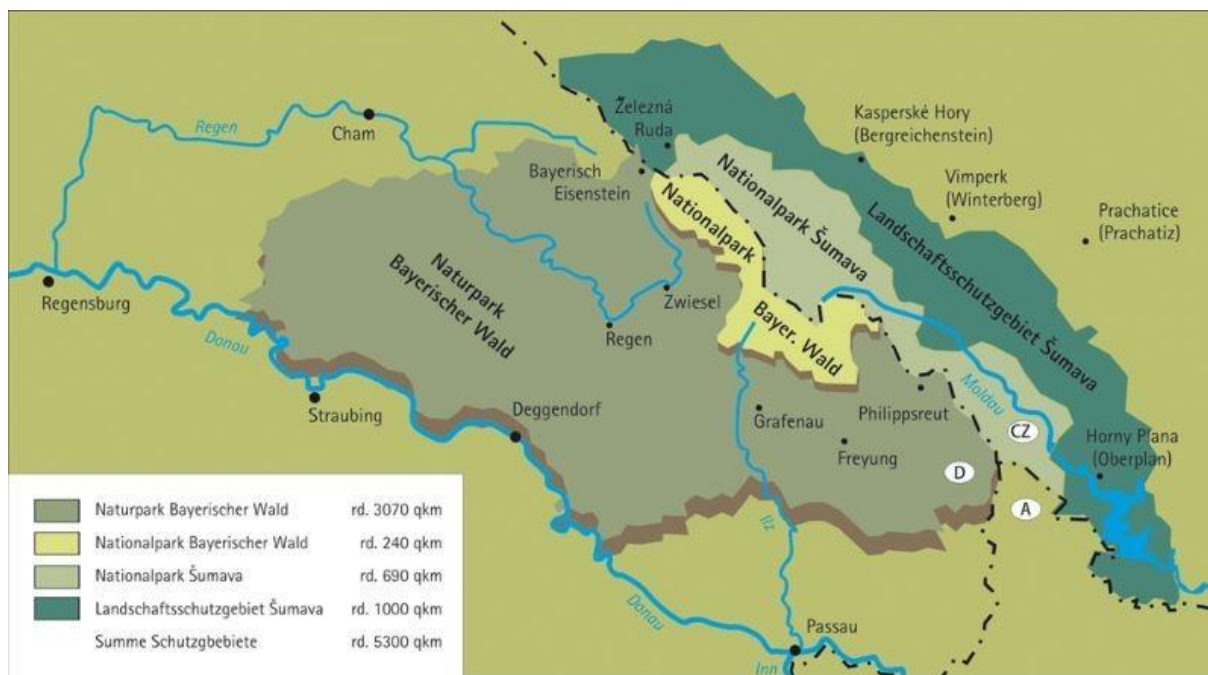 Železná
Ruda
Kasperské Hory
(Bergreichenstein)
Regen
Cham
Bayerisch
Eisenstein
Nationalpark Šumava
Vimperk
(Winterberg)
Nationalpark
Landschaftsschutzgebiet Šumava
Prachatice
(Prachatiz)
Naturpark
Bayerischer Wald
Regensburg
Zwiesel
Donau
Regen
Bayer. Wald
Moldau
Straubing
Deggendorf
Grafenau
Philippsreut
Freyung
CZ
Horny Plana
(Oberplan)
D
A
Ilz
Donau
Passau
Inn
Naturpark Bayerischer Wald rd. 3070 qkm
Nationalpark Bayerischer Wald rd. 240 qkm
Nationalpark Šumava rd. 690 qkm
Landschaftsschutzgebiet Šumava rd. 1000 qkm
Summe Schutzgbebiete rd. 5300 qkm